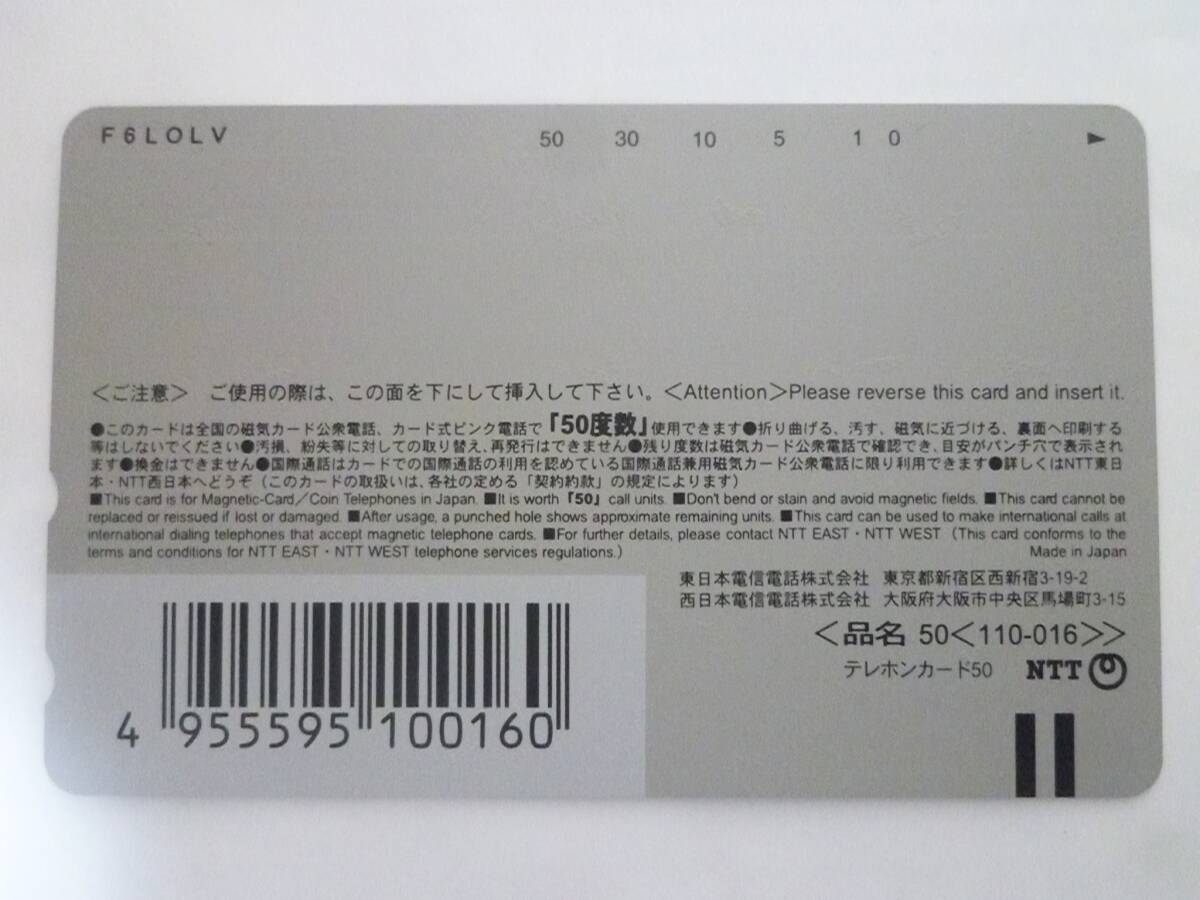 F6LOLV 50 30 10 5 1 0 ►
<ご注意> ご使用の際は、この面を下にして挿入して下さい。<Attention>Please reverse this card and insert it.
●このカードは全国の磁気カード公衆電話、カード式ピンク電話で「50度数」使用できます●折り曲げる、汚す、磁気に近づける、裏面へ印刷する
等はしないでください●汚損、紛失等に対しての取り替え、再発行はできません●残り度数は磁気カード公衆電話で確認でき、目安がパンチ穴で表示され
ます●換金はできません●国際通話はカードでの国際通話の利用を認めている国際通話兼用磁気カード公衆電話に限り利用できます●詳しくはNTT東日
本・NTT西日本へどうぞ(このカードの取扱いは、各社の定める「契約約款」の規定によります)
■This card is for Magnetic-Card/Coin Telephones in Japan. ■It is worth「50」call units. ■Don't bend or stain and avoid magnetic fields. ■This card cannot be
replaced or reissued if lost or damaged. ■After usage, a punched hole shows approximate remaining units. ■This card can be used to make international calls at
international dialing telephones that accept magnetic telephone cards. ■For further details, please contact NTT EAST・NTT WEST (This card conforms to the
terms and conditions for NTT EAST・NTT WEST telephone services regulations.) Made in Japan
東日本電信電話株式会社 東京都新宿区西新宿3-19-2
西日本電信電話株式会社 大阪府大阪市中央区馬場町3-15
<品名 50<110-016>>
テレホンカード50 NTT
4 955595 100160